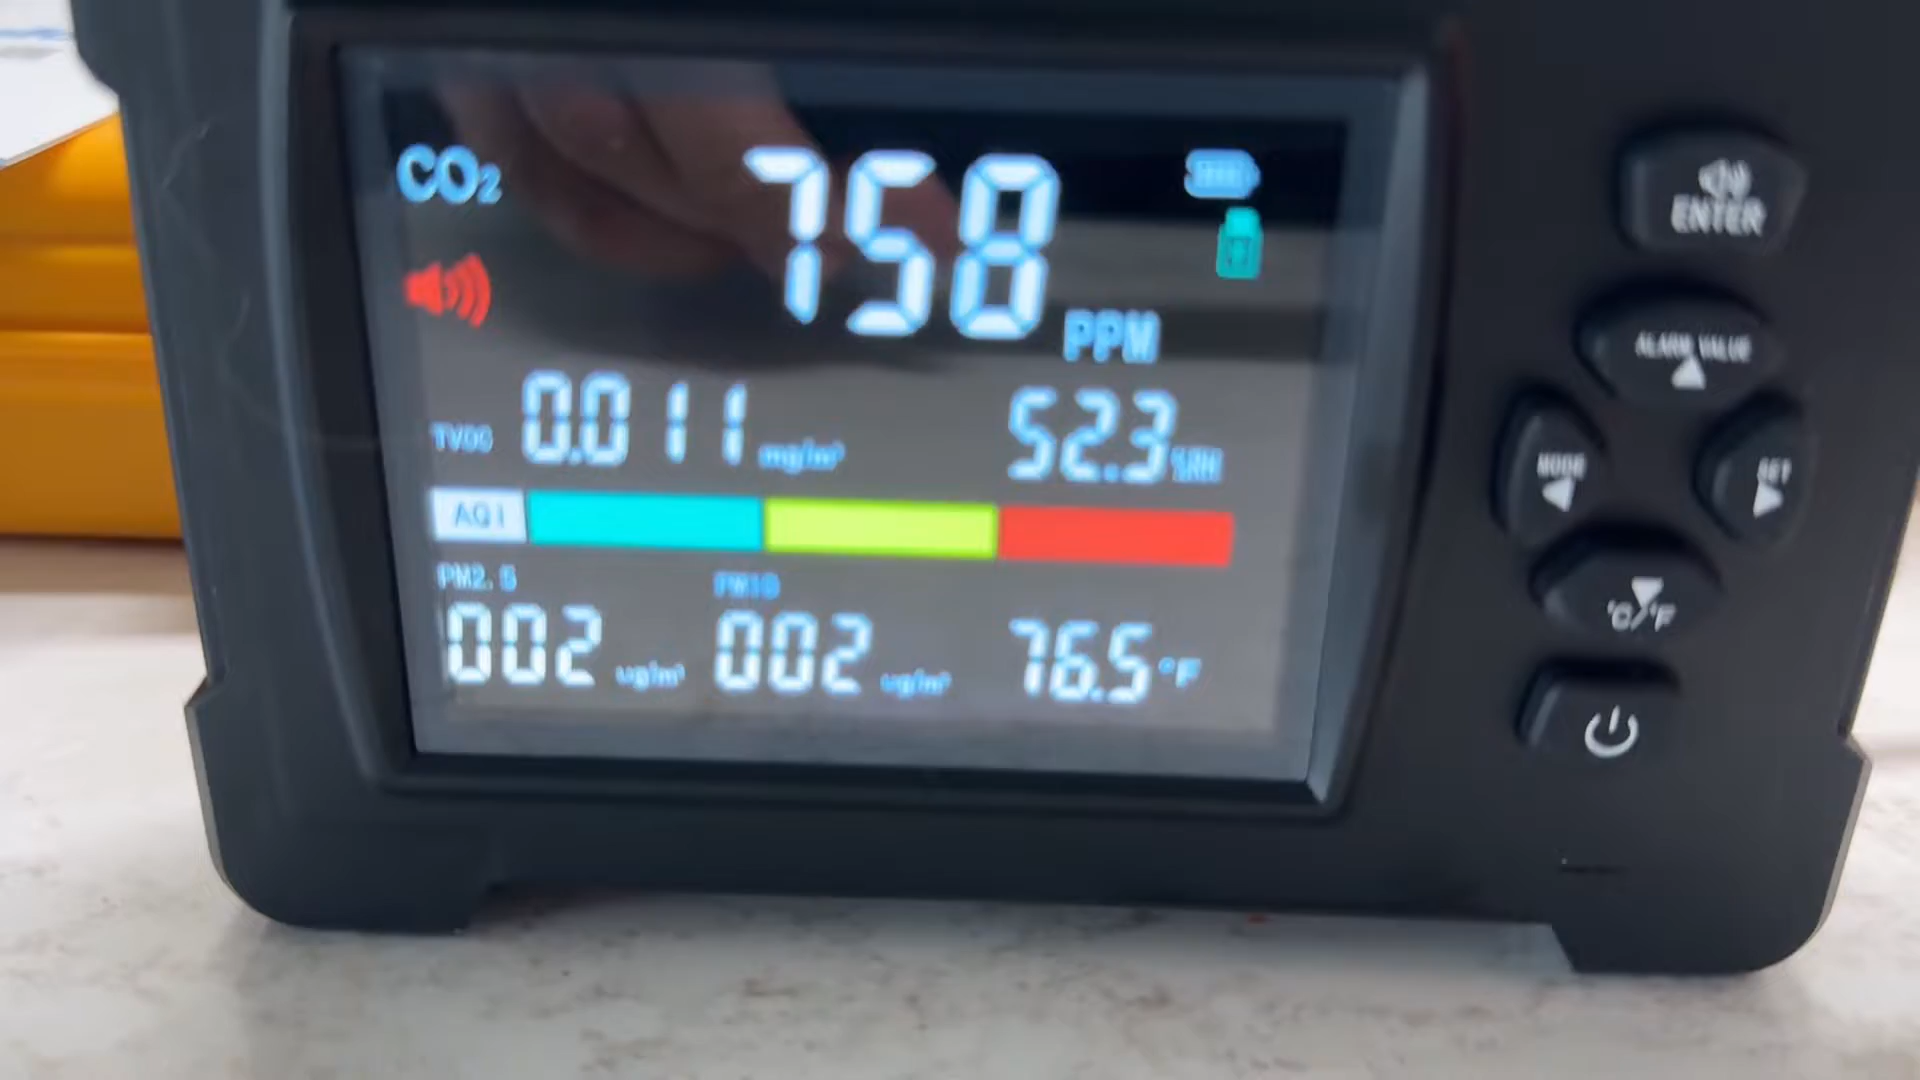 CO2
758
PPM
TVOC 0.011 mg/m³
52.3 %RH
AQI
PM2.5
002 ug/m³
PM10
002 ug/m³
76.5 °F
ENTER
ALARM VALUE
MODE
SET
°C/°F